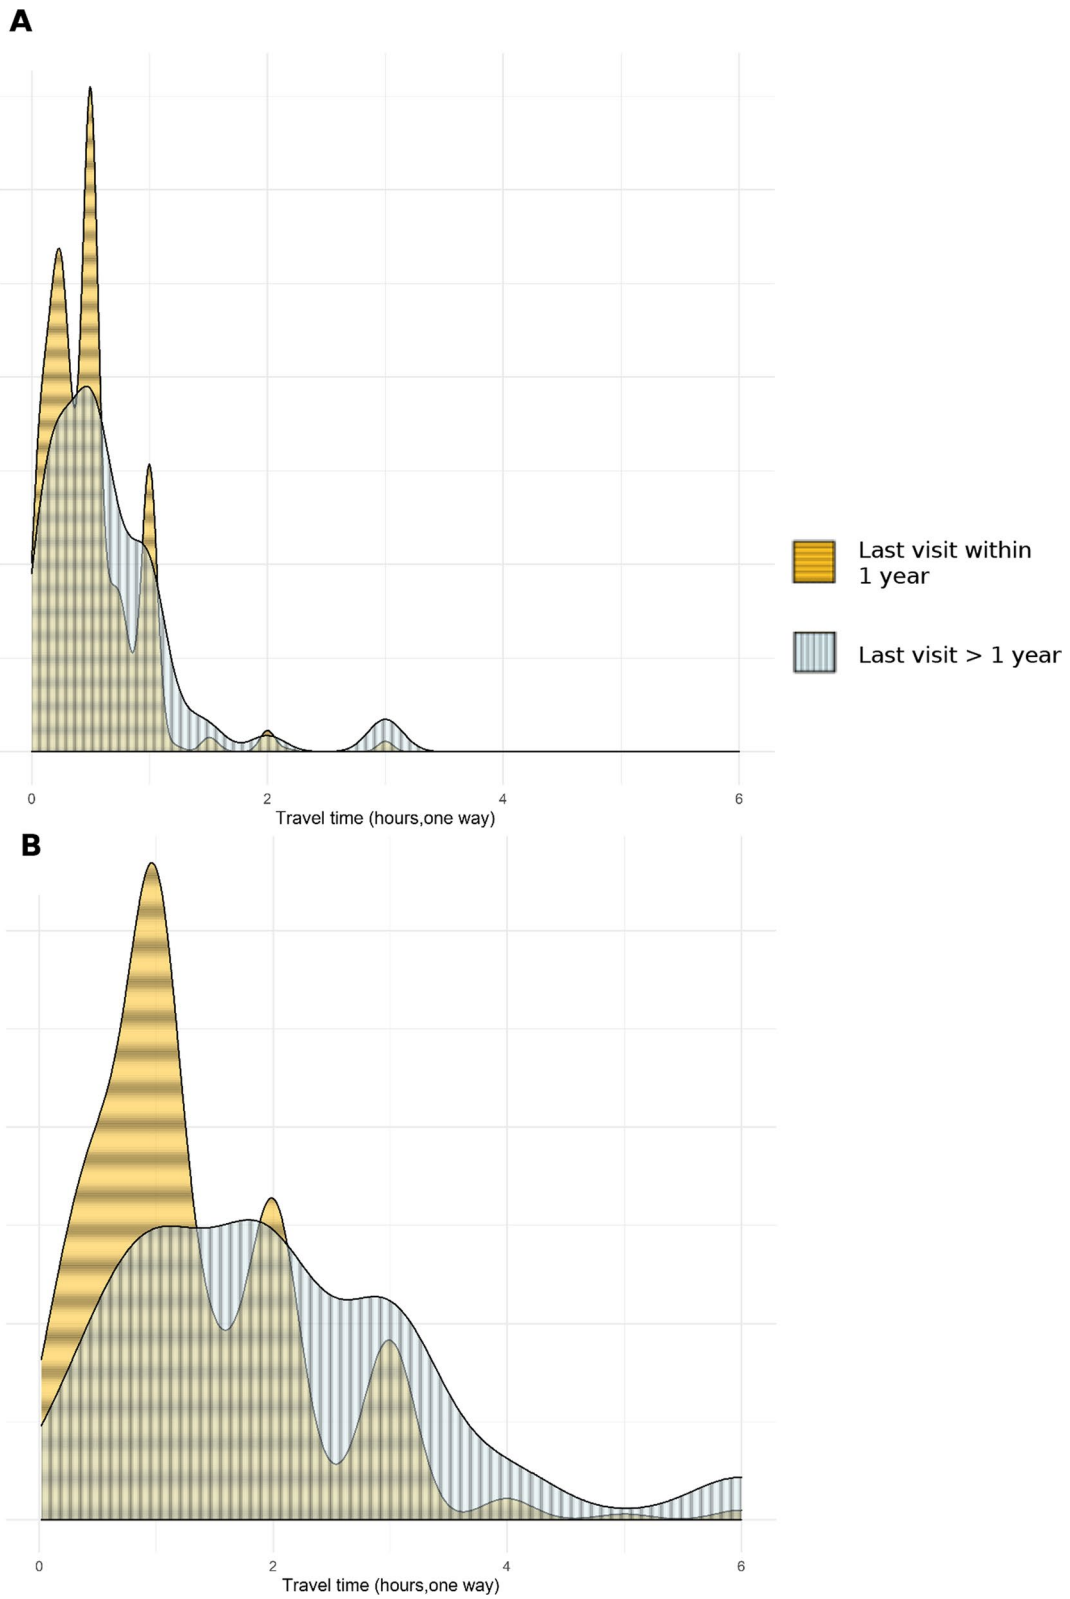 A
Last visit within
1 year
Last visit > 1 year
0 2 4 6
Travel time (hours,one way)
B
0 2 4 6
Travel time (hours,one way)